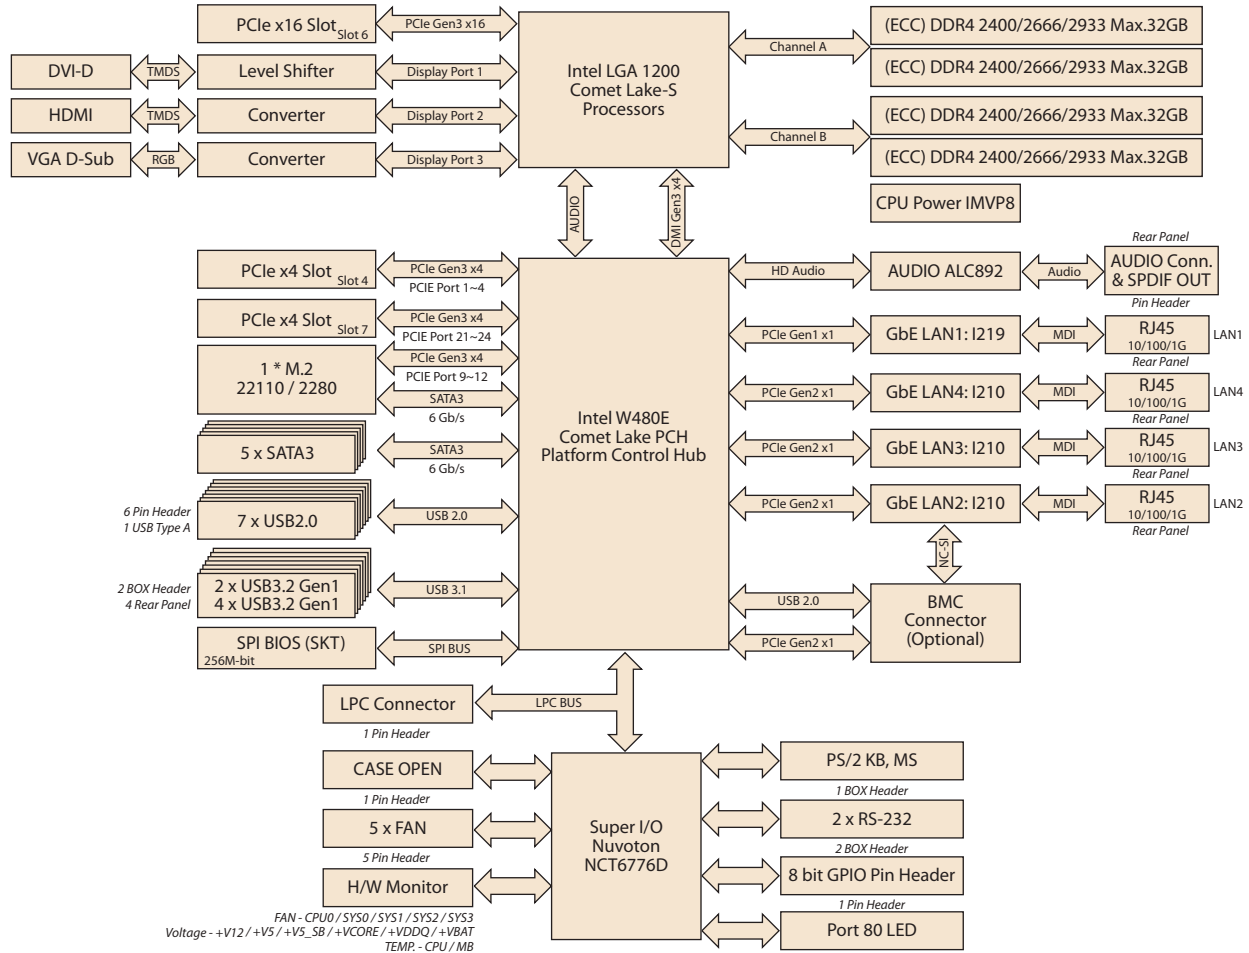 PCIe x16 Slot
Slot 6
PCIe Gen3 x16
DVI-D
TMDS
Level Shifter
Display Port 1
HDMI
TMDS
Converter
Display Port 2
VGA D-Sub
RGB
Converter
Display Port 3
Intel LGA 1200
Comet Lake-S
Processors
Channel A
(ECC) DDR4 2400/2666/2933 Max.32GB
(ECC) DDR4 2400/2666/2933 Max.32GB
Channel B
(ECC) DDR4 2400/2666/2933 Max.32GB
(ECC) DDR4 2400/2666/2933 Max.32GB
CPU Power IMVP8
AUDIO
DMI Gen3 x4
PCIe x4 Slot
Slot 4
PCIe Gen3 x4
PCIE Port 1~4
PCIe x4 Slot
Slot 7
PCIe Gen3 x4
PCIE Port 21~24
1 * M.2
22110 / 2280
PCIe Gen3 x4
PCIE Port 9~12
SATA3
6 Gb/s
5 x SATA3
SATA3
6 Gb/s
6 Pin Header
1 USB Type A
7 x USB2.0
USB 2.0
2 BOX Header
4 Rear Panel
2 x USB3.2 Gen1
4 x USB3.2 Gen1
USB 3.1
SPI BIOS (SKT)
256M-bit
SPI BUS
Intel W480E
Comet Lake PCH
Platform Control Hub
HD Audio
AUDIO ALC892
Audio
Rear Panel
AUDIO Conn.
& SPDIF OUT
Pin Header
PCIe Gen1 x1
GbE LAN1: I219
MDI
RJ45
10/100/1G
LAN1
Rear Panel
PCIe Gen2 x1
GbE LAN4: I210
MDI
RJ45
10/100/1G
LAN4
Rear Panel
PCIe Gen2 x1
GbE LAN3: I210
MDI
RJ45
10/100/1G
LAN3
Rear Panel
PCIe Gen2 x1
GbE LAN2: I210
MDI
RJ45
10/100/1G
LAN2
Rear Panel
NC-SI
USB 2.0
PCIe Gen2 x1
BMC
Connector
(Optional)
LPC Connector
LPC BUS
1 Pin Header
CASE OPEN
1 Pin Header
5 x FAN
5 Pin Header
H/W Monitor
FAN - CPU0 / SYS0 / SYS1 / SYS2 / SYS3
Voltage - +V12 / +V5 / +V5_SB / +VCORE / +VDDQ / +VBAT
TEMP. - CPU / MB
Super I/O
Nuvoton
NCT6776D
PS/2 KB, MS
1 BOX Header
2 x RS-232
2 BOX Header
8 bit GPIO Pin Header
1 Pin Header
Port 80 LED